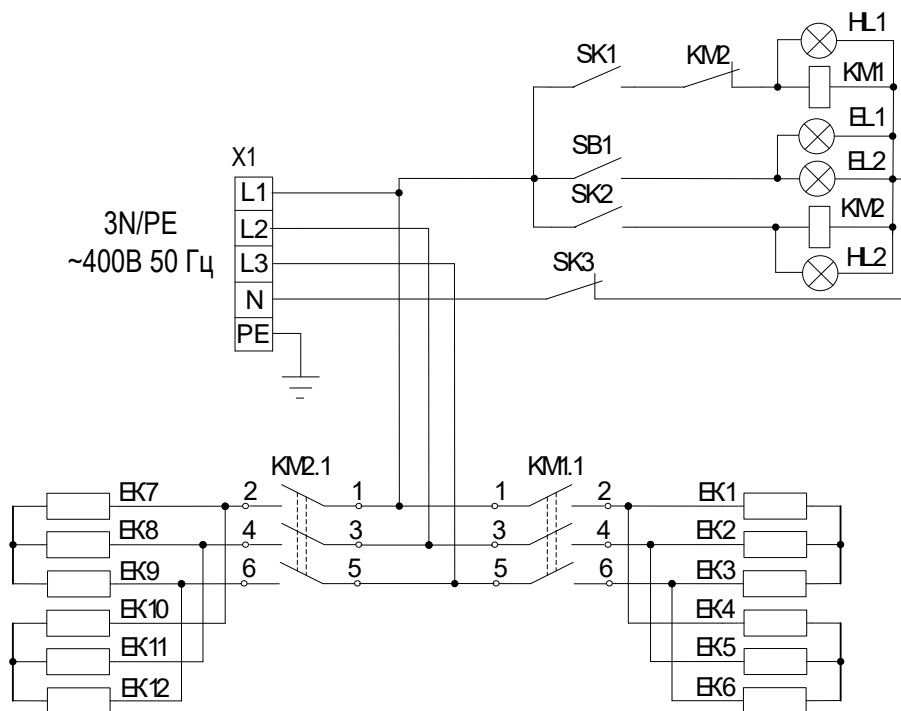 HL1
SK1
KM2
KM1
EL1
SB1
EL2
X1
L1
SK2
KM2
3N/PE
L2
~400В 50 Гц
L3
SK3
HL2
N
PE
KM2.1
KM1.1
EK7
2
1
1
2
EK1
EK8
4
3
3
4
EK2
EK9
6
5
5
6
EK3
EK10
EK4
EK11
EK5
EK12
EK6